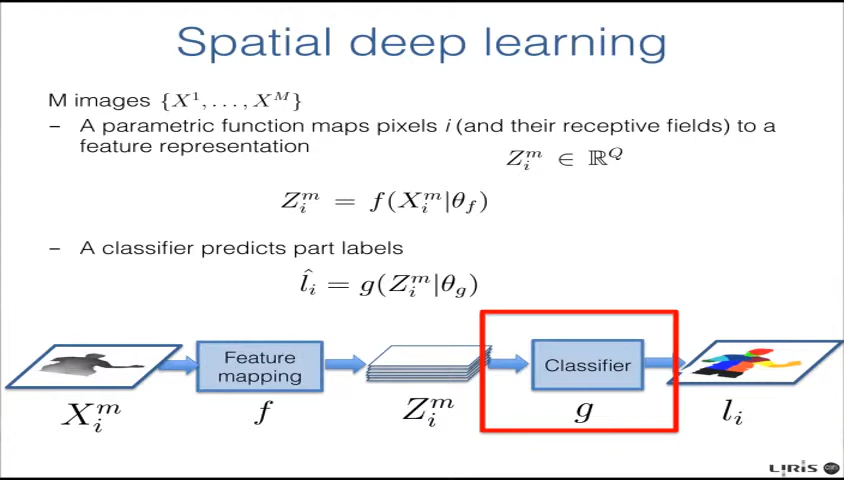 Spatial deep learning
M images {X¹, . . . , Xᴹ}
– A parametric function maps pixels i (and their receptive fields) to a
feature representation
Z_i^m ∈ ℝ^Q
Z_i^m = f(X_i^m|θ_f)
– A classifier predicts part labels
l̂_i = g(Z_i^m|θ_g)
Feature
mapping
Classifier
X_i^m f Z_i^m g l_i
LIRIS